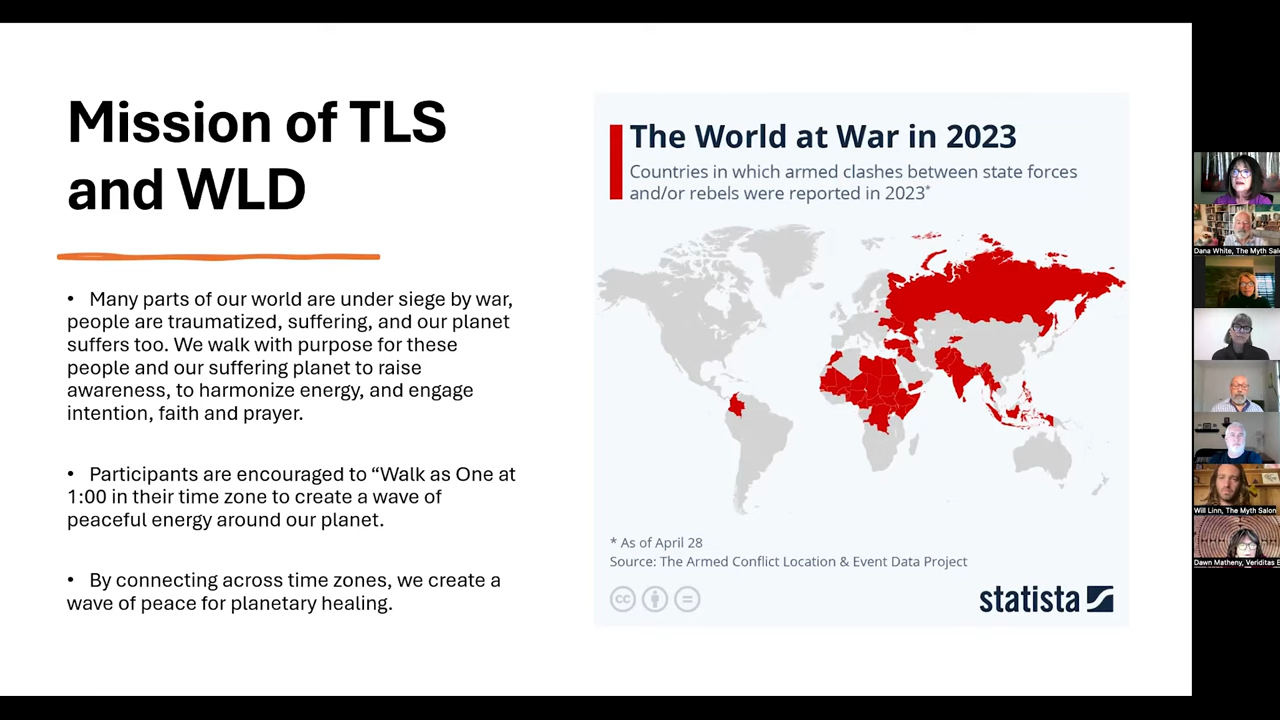 Mission of TLS
and WLD
• Many parts of our world are under siege by war,
people are traumatized, suffering, and our planet
suffers too. We walk with purpose for these
people and our suffering planet to raise
awareness, to harmonize energy, and engage
intention, faith and prayer.
• Participants are encouraged to “Walk as One at
1:00 in their time zone to create a wave of
peaceful energy around our planet.
• By connecting across time zones, we create a
wave of peace for planetary healing.
The World at War in 2023
Countries in which armed clashes between state forces
and/or rebels were reported in 2023*
* As of April 28
Source: The Armed Conflict Location & Event Data Project
cc
statista
Dana White, The Myth Salo
Will Linn, The Myth Salon
Dawn Matheny, Veriditas E